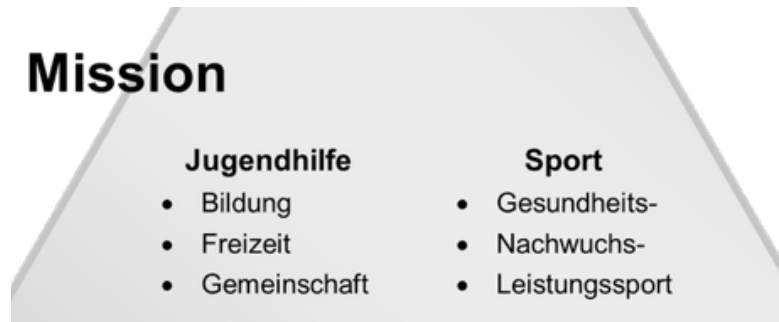 Mission
Jugendhilfe
• Bildung
• Freizeit
• Gemeinschaft
Sport
• Gesundheits-
• Nachwuchs-
• Leistungssport